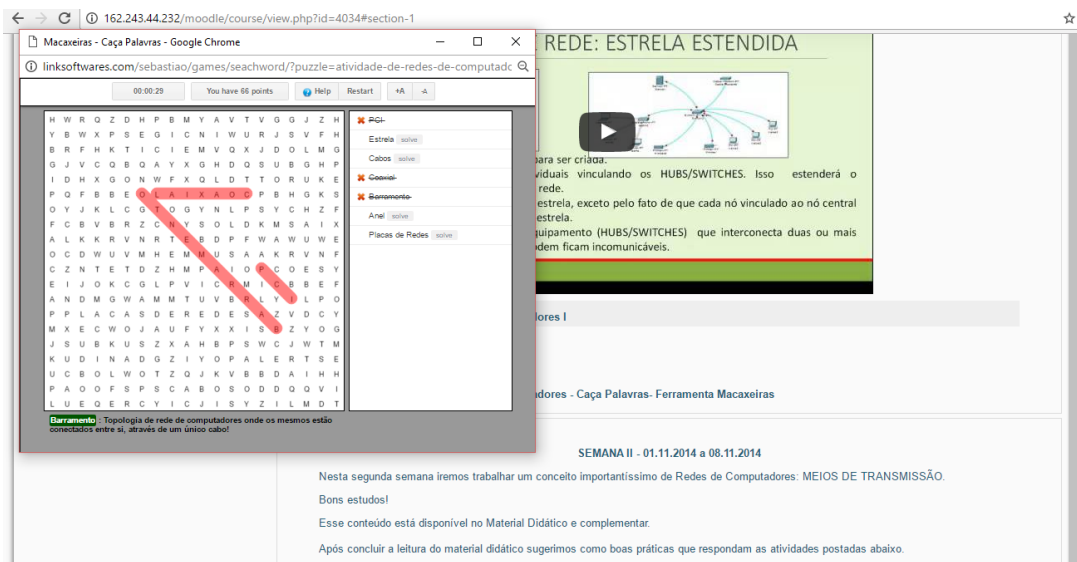 162.243.44.232/moodle/course/view.php?id=4034#section-1
Macaxeiras - Caça Palavras - Google Chrome
linksoftwares.com/sebastiao/games/seachword/?puzzle=atividade-de-redes-de-computadc
00:00:29 You have 66 points Help Restart +A -A
H W R Q Z D H P B M Y A V T V G G J Z H
Y B W X P S E G I C N I W U R J S V F H
B R F H K T I C I E M V Q X J D O L M G
G J V C Q B Q A Y X G H D Q S U B G H P
I D H X G O N W F X Q L D T T O R U K E
P Q F B B E O L A I X A O C P B H G K S
O Y J K L C G T O G Y N L P S Y C H Z F
F C B V B R Z C N Y S O L D K M S A I X
A L K K R V N R T E B D P F W A W U W E
O C D W U V M H E M M U S A A K R V N F
C Z N T E T D Z H M P A I O P C O E S Y
E I J O K C G L P V I C R M I C B B E F
A N D M G W A M M T U V B R L Y I L P O
P P L A C A S D E R E D E S A Z V D C Y
M X E C W O J A U F Y X X I S B Z Y O G
J S U B K U S Z X A H B P S W C J W T M
K U D I N A D G Z I Y O P A L E R T S E
U C B O L W O T Z Q J K V B B D A I H H
P A O O F S P S C A B O S O D D Q Q V I
L U E Q E R C Y I C J I S Y Z I L M D T
PCI
Estrela solve
Cabos solve
Coaxial
Barramento
Anel solve
Placas de Redes solve
Barramento : Topologia de rede de computadores onde os mesmos estão
conectados entre si, através de um único cabo!
REDE: ESTRELA ESTENDIDA
para ser criada.
viduais vinculando os HUBS/SWITCHES. Isso estenderá o
rede.
estrela, exceto pelo fato de que cada nó vinculado ao nó central
estrela.
quipamento (HUBS/SWITCHES) que interconecta duas ou mais
odem ficam incomunicáveis.
dores I
dores - Caça Palavras- Ferramenta Macaxeiras
SEMANA II - 01.11.2014 a 08.11.2014
Nesta segunda semana iremos trabalhar um conceito importantíssimo de Redes de Computadores: MEIOS DE TRANSMISSÃO.
Bons estudos!
Esse conteúdo está disponível no Material Didático e complementar.
Após concluir a leitura do material didático sugerimos como boas práticas que respondam as atividades postadas abaixo.